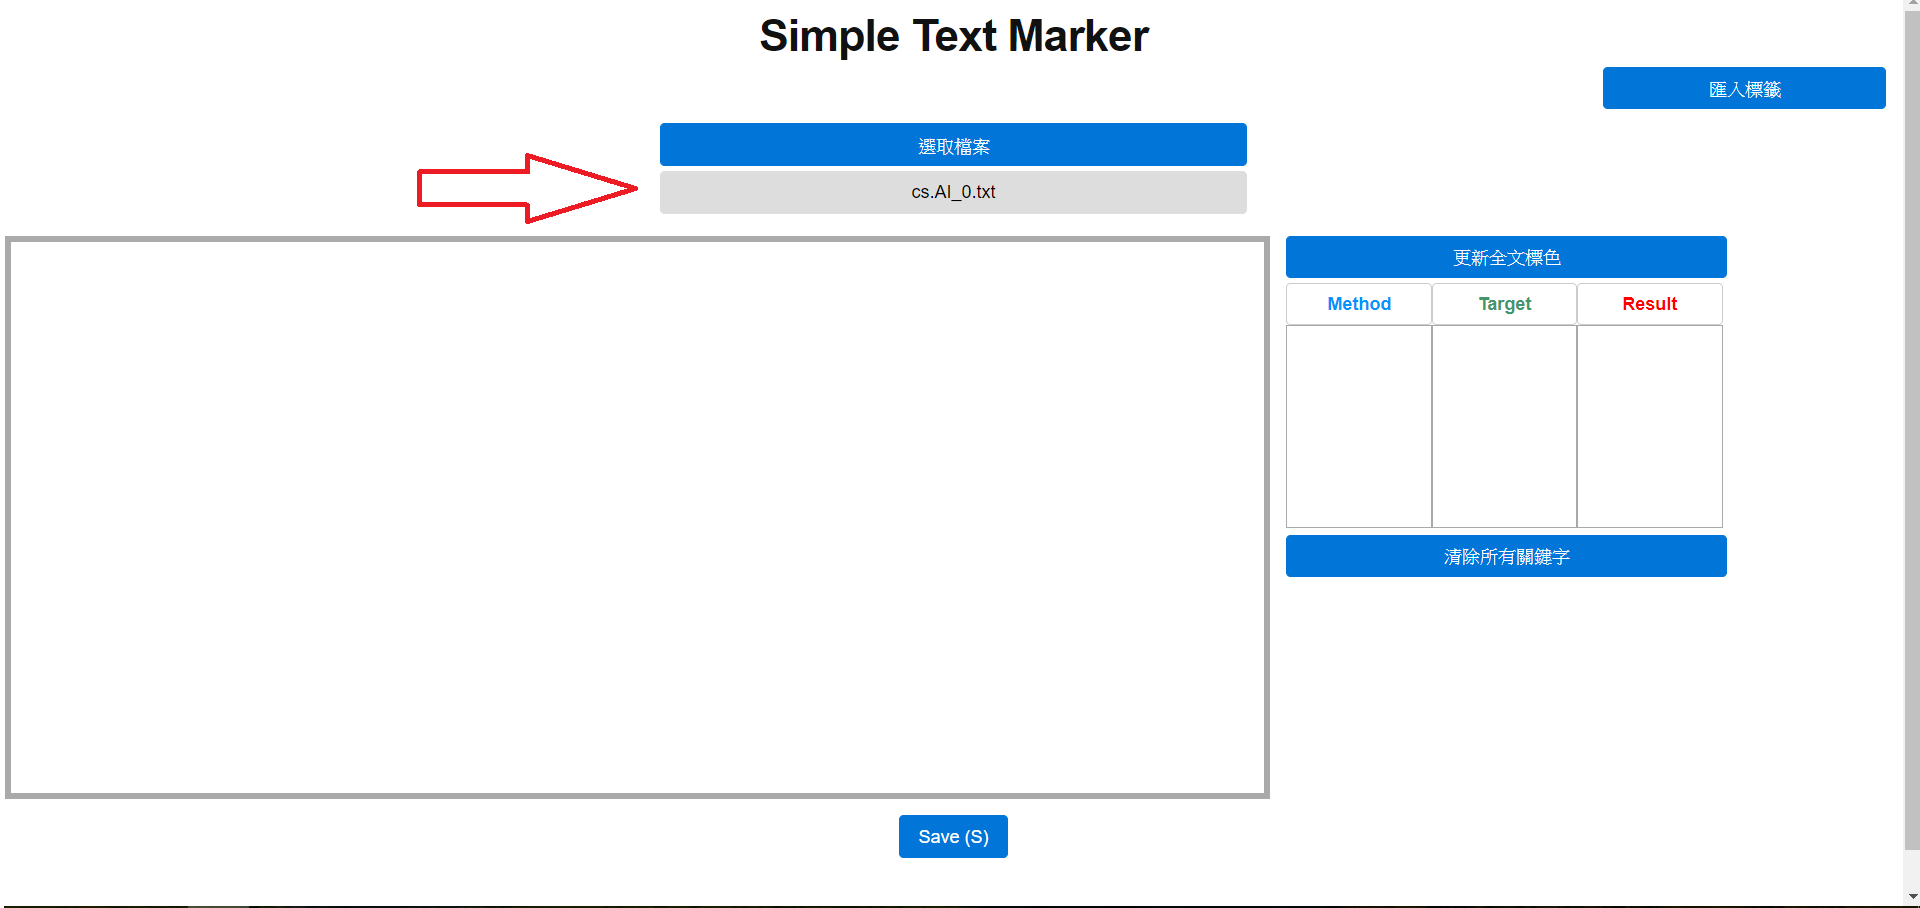 Simple Text Marker
匯入標籤
選取檔案
cs.AI_0.txt
更新全文標色
Method Target Result
清除所有關鍵字
Save (S)